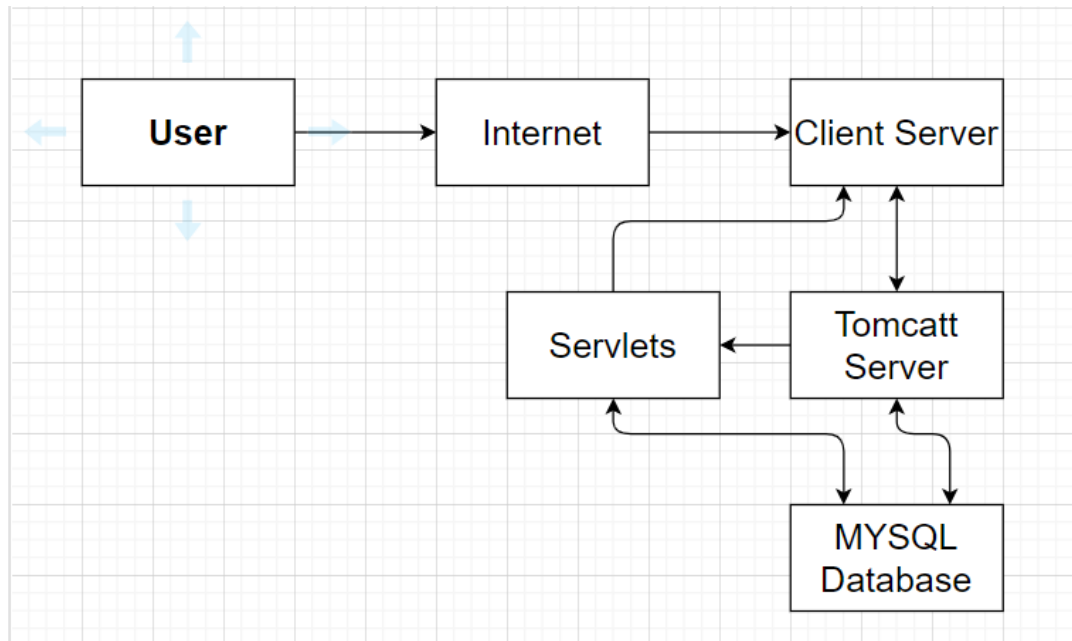 User
Internet
Client Server
Servlets
Tomcatt
Server
MYSQL
Database